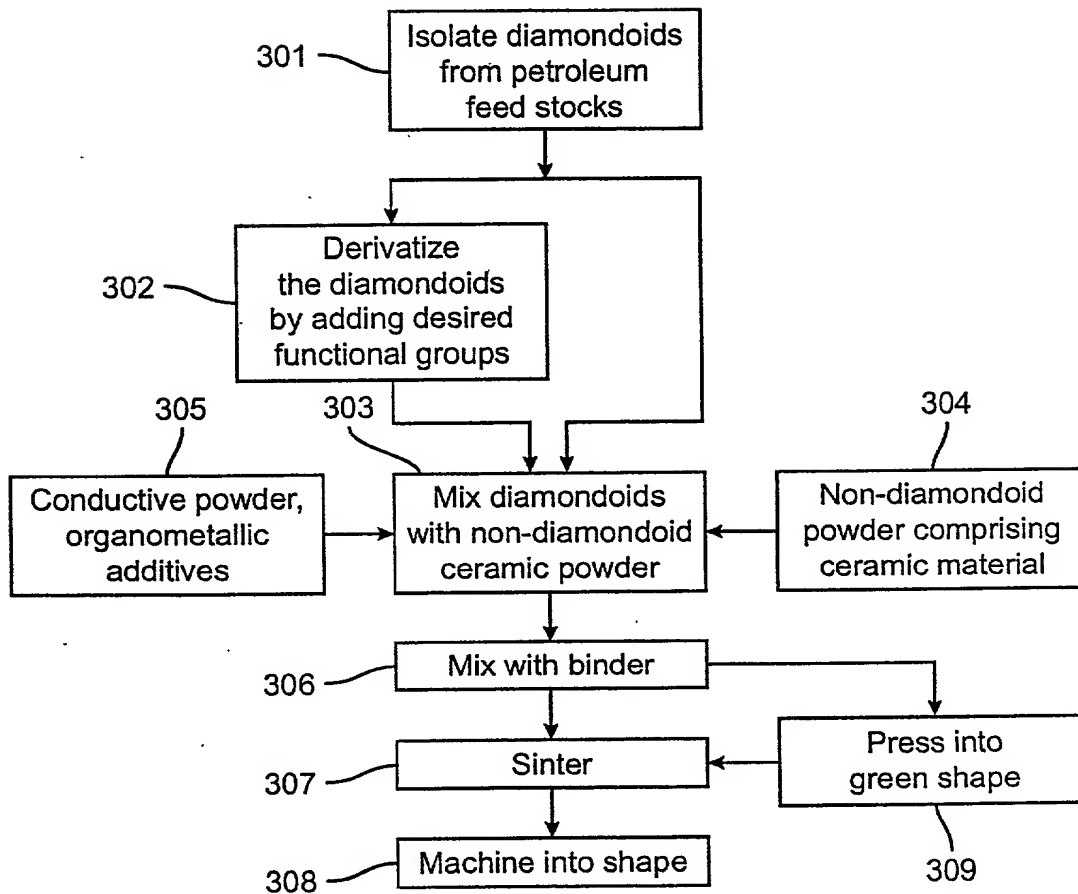 301
Isolate diamondoids
from petroleum
feed stocks
302
Derivatize
the diamondoids
by adding desired
functional groups
305
303
304
Conductive powder,
organometallic
additives
Mix diamondoids
with non-diamondoid
ceramic powder
Non-diamondoid
powder comprising
ceramic material
306
Mix with binder
307
Sinter
Press into
green shape
308
Machine into shape
309